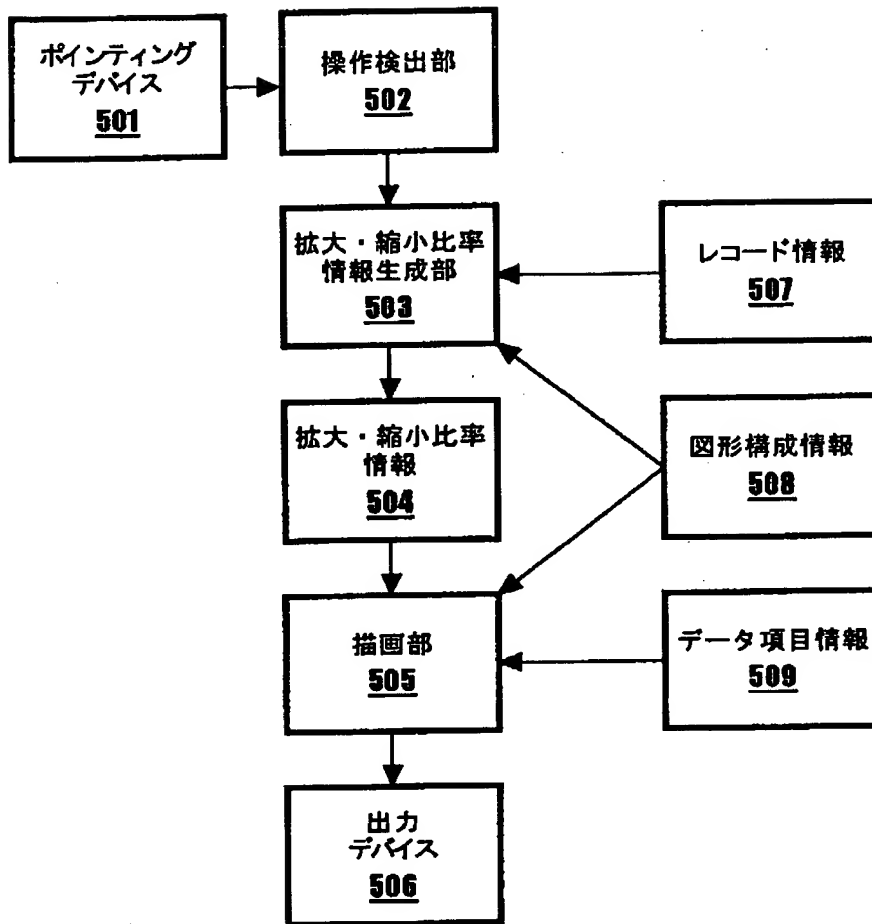 ポインティング
デバイス
501
操作検出部
502
拡大・縮小比率
情報生成部
503
レコード情報
507
拡大・縮小比率
情報
504
図形構成情報
508
描画部
505
データ項目情報
509
出力
デバイス
506